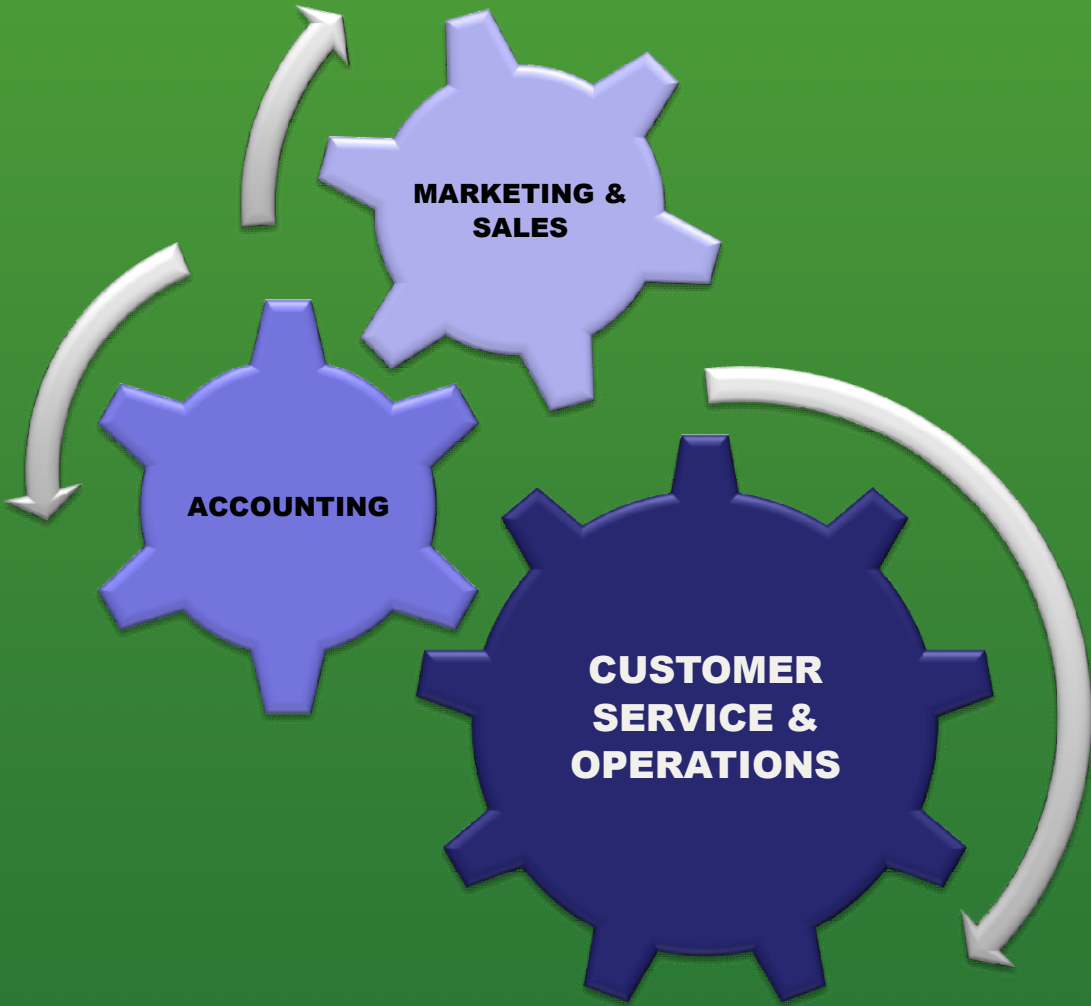 MARKETING &
SALES
ACCOUNTING
CUSTOMER
SERVICE &
OPERATIONS